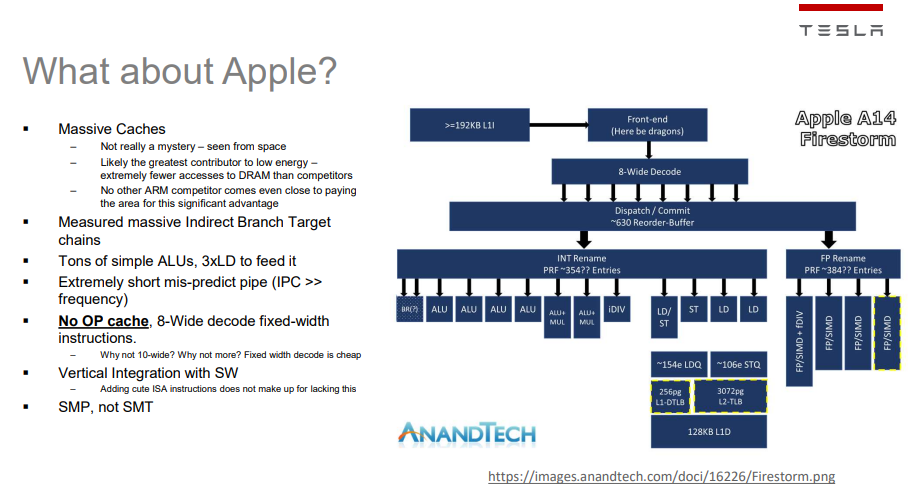 TESLA
What about Apple?
▪ Massive Caches
– Not really a mystery – seen from space
– Likely the greatest contributor to low energy –
extremely fewer accesses to DRAM than competitors
– No other ARM competitor comes even close to paying
the area for this significant advantage
▪ Measured massive Indirect Branch Target
chains
▪ Tons of simple ALUs, 3xLD to feed it
▪ Extremely short mis-predict pipe (IPC >>
frequency)
▪ No OP cache, 8-Wide decode fixed-width
instructions.
– Why not 10-wide? Why not more? Fixed width decode is cheap
▪ Vertical Integration with SW
– Adding cute ISA instructions does not make up for lacking this
▪ SMP, not SMT
Apple A14
Firestorm
>=192KB L1I
Front-end
(Here be dragons)
8-Wide Decode
Dispatch / Commit
~630 Reorder-Buffer
INT Rename
PRF ~354?? Entries
FP Rename
PRF ~384?? Entries
BR(?)
ALU
ALU
ALU
ALU
ALU+
MUL
ALU+
MUL
iDIV
LD/
ST
ST
LD
LD
FP/SIMD + fDIV
FP/SIMD
FP/SIMD
FP/SIMD
~154e LDQ
~106e STQ
256pg
L1-DTLB
3072pg
L2-TLB
128KB L1D
ANANDTECH
https://images.anandtech.com/doci/16226/Firestorm.png